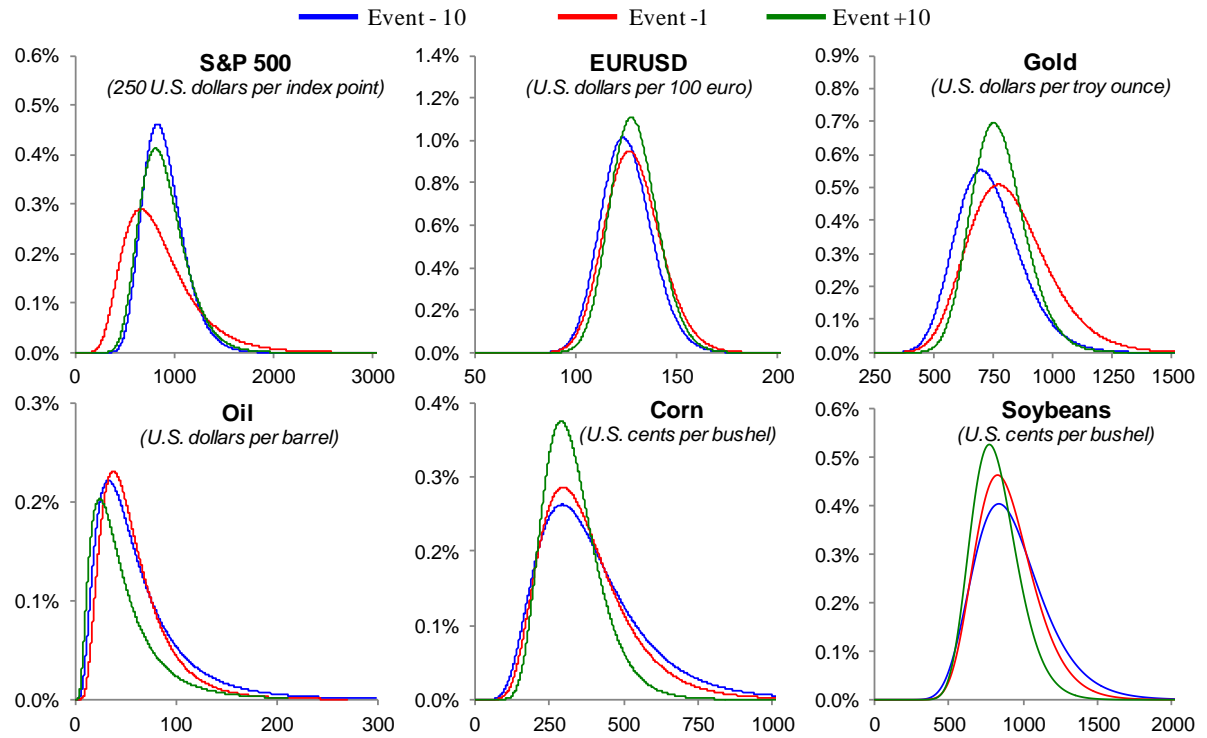 Event - 10 Event -1 Event +10
S&P 500
(250 U.S. dollars per index point)
0.6%
0.5%
0.4%
0.3%
0.2%
0.1%
0.0%
0 1000 2000 3000
EURUSD
(U.S. dollars per 100 euro)
1.4%
1.2%
1.0%
0.8%
0.6%
0.4%
0.2%
0.0%
50 100 150 200
Gold
(U.S. dollars per troy ounce)
0.9%
0.8%
0.7%
0.6%
0.5%
0.4%
0.3%
0.2%
0.1%
0.0%
250 500 750 1000 1250 1500
Oil
(U.S. dollars per barrel)
0.3%
0.2%
0.1%
0.0%
0 100 200 300
Corn
(U.S. cents per bushel)
0.4%
0.3%
0.2%
0.1%
0.0%
0 250 500 750 1000
Soybeans
(U.S. cents per bushel)
0.6%
0.5%
0.4%
0.3%
0.2%
0.1%
0.0%
0 500 1000 1500 2000